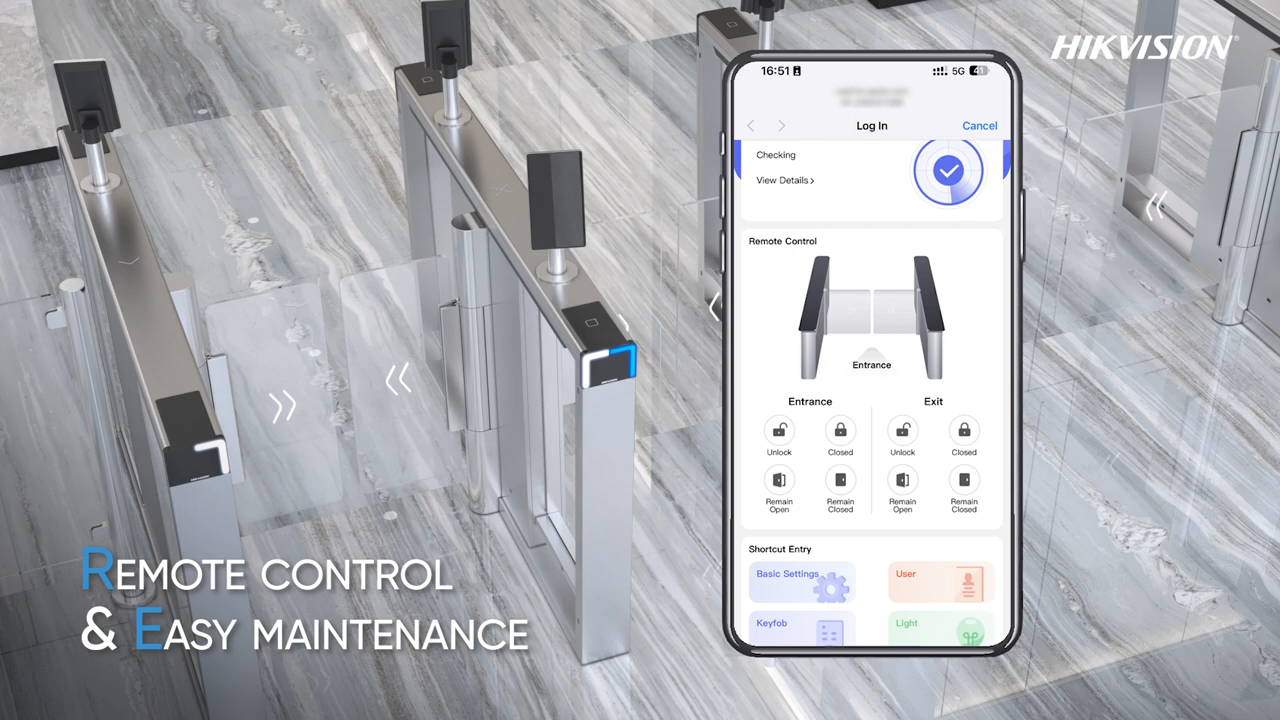 HIKVISION®
16:51
5G 41
Log In
Cancel
Checking
View Details >
Remote Control
Entrance
Entrance
Exit
Unlock
Closed
Unlock
Closed
Remain
Open
Remain
Closed
Remain
Open
Remain
Closed
Shortcut Entry
Basic Settings
User
Keyfob
Light
REMOTE CONTROL
& EASY MAINTENANCE